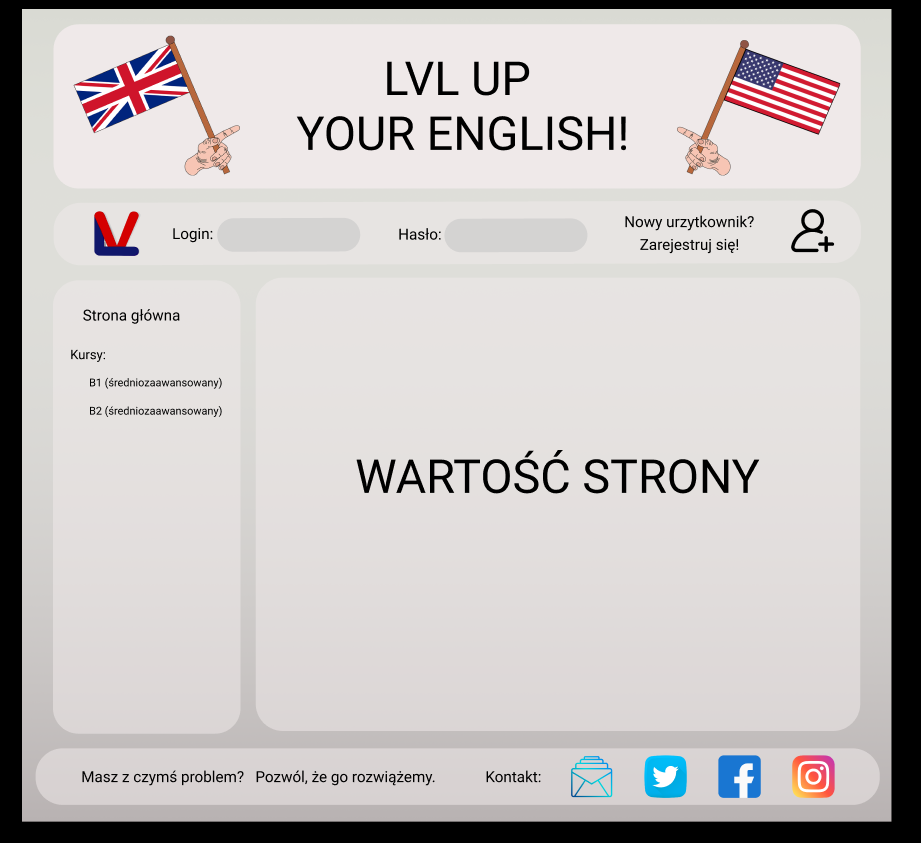 LVL UP
YOUR ENGLISH!
Login:
Hasło:
Nowy urzytkownik?
Zarejestruj się!
Strona główna
Kursy:
B1 (średniozaawansowany)
B2 (średniozaawansowany)
WARTOŚĆ STRONY
Masz z czymś problem? Pozwól, że go rozwiążemy.
Kontakt: